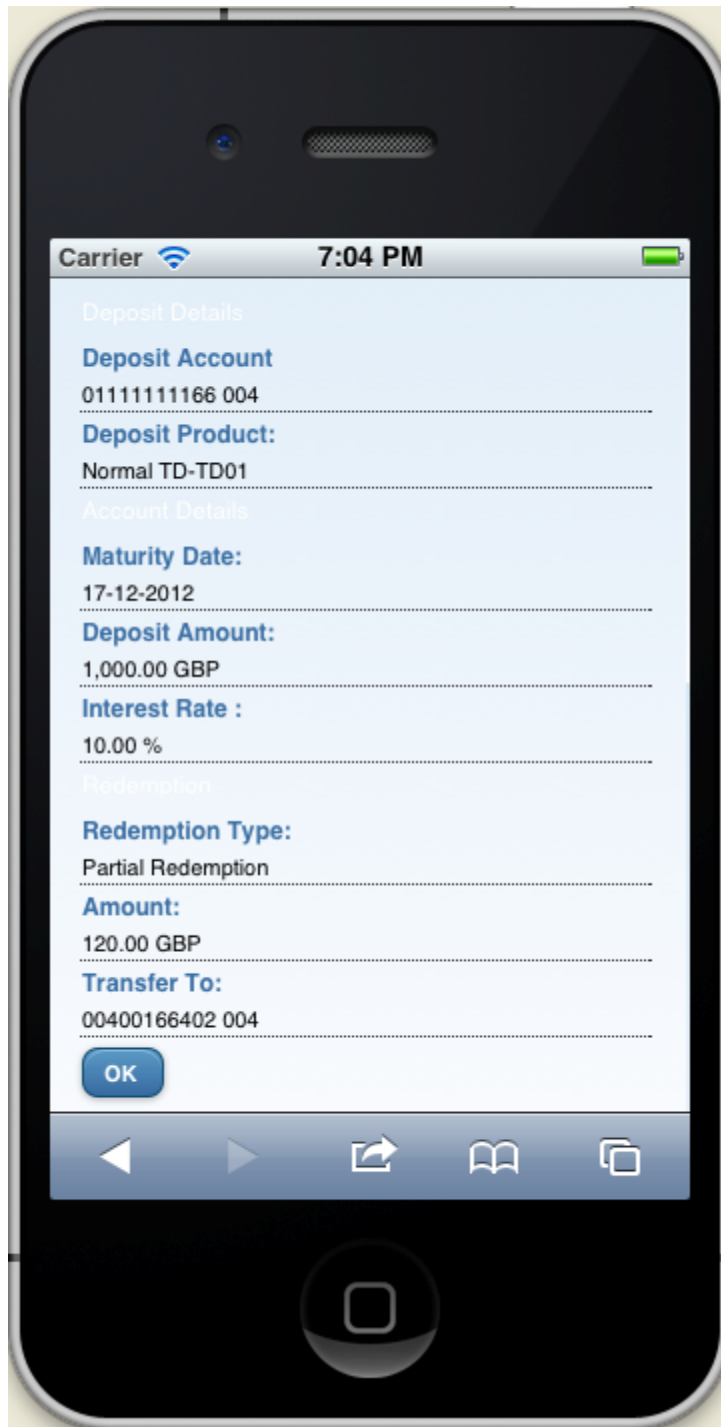 Carrier 7:04 PM
Deposit Details
Deposit Account
01111111166 004
Deposit Product:
Normal TD-TD01
Account Details
Maturity Date:
17-12-2012
Deposit Amount:
1,000.00 GBP
Interest Rate :
10.00 %
Redemption
Redemption Type:
Partial Redemption
Amount:
120.00 GBP
Transfer To:
00400166402 004
OK